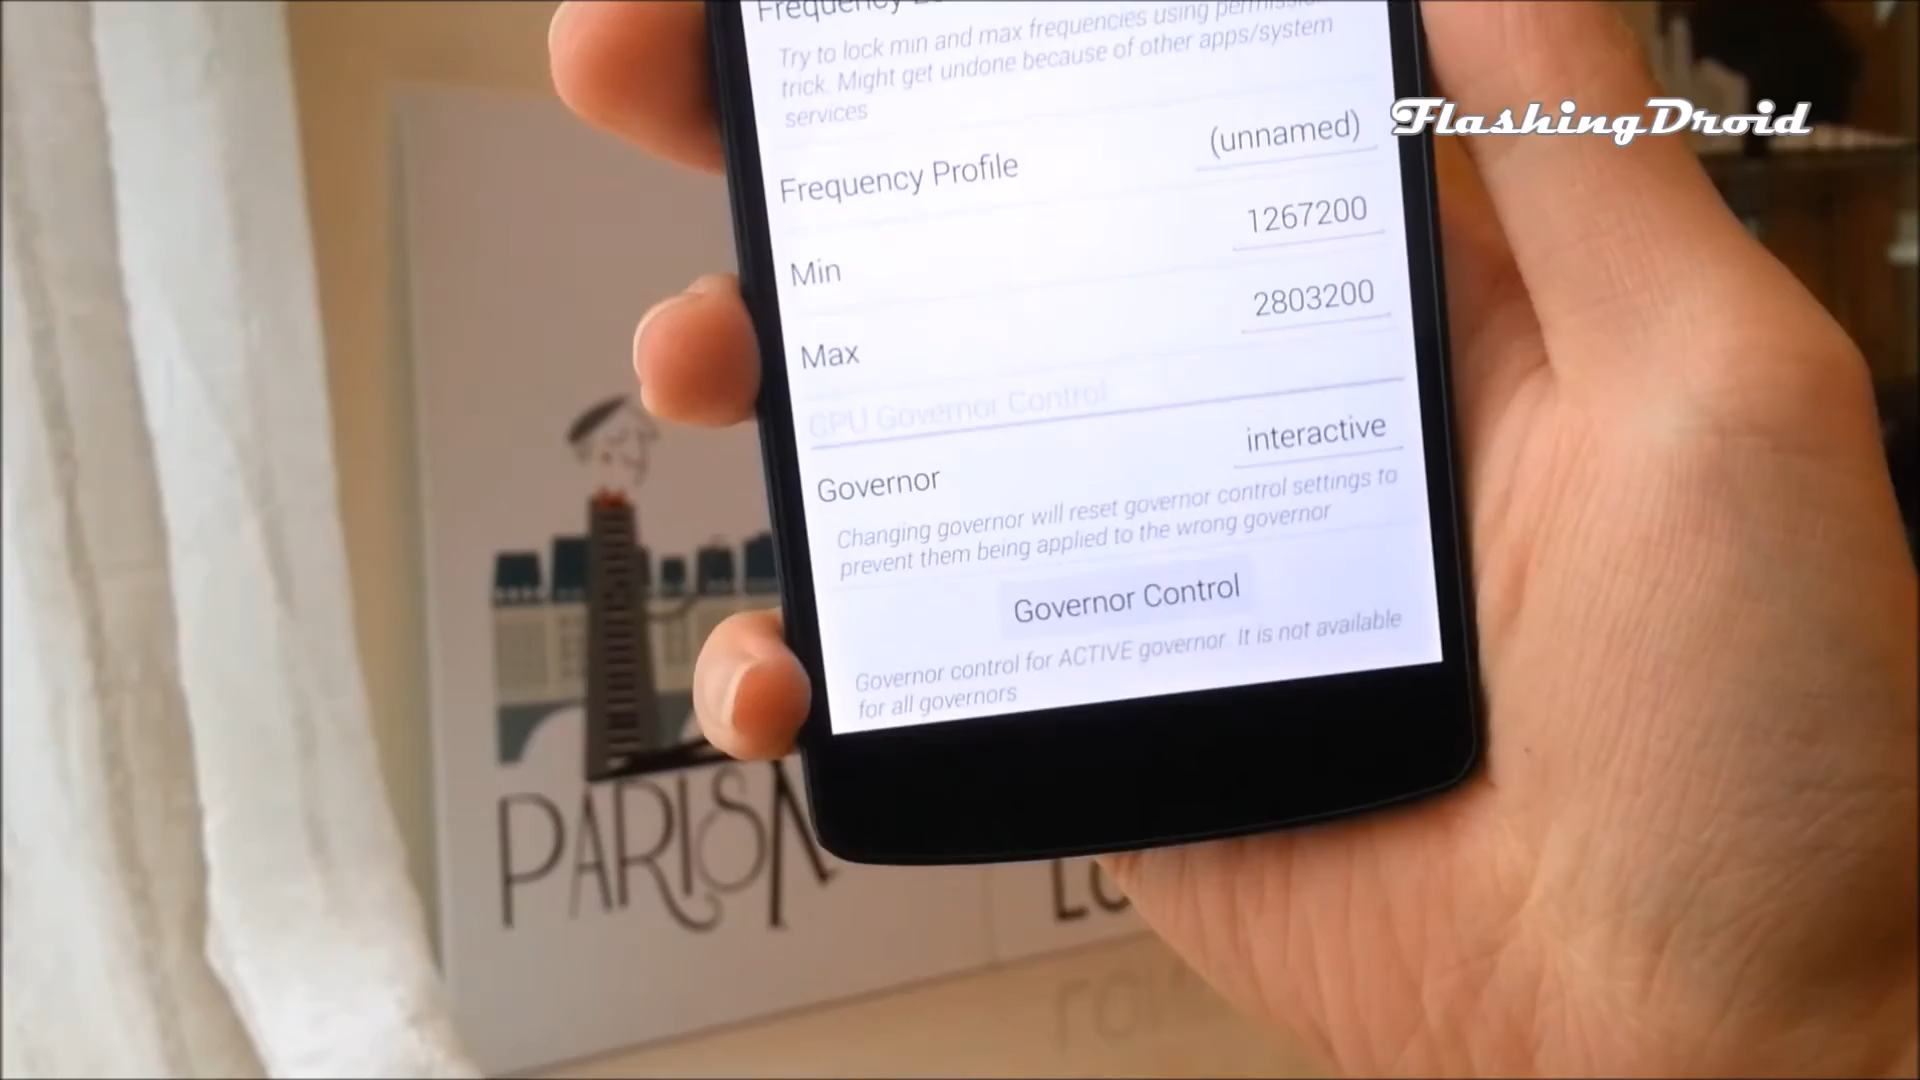 Frequency
Try to lock min and max frequencies using
trick. Might get undone because of other apps/system
services
FlashingDroid
Frequency Profile
(unnamed)
Min
1267200
Max
2803200
CPU Governor Control
Governor
interactive
Changing governor will reset governor control settings to
prevent them being applied to the wrong governor
Governor Control
Governor control for ACTIVE governor. It is not available
for all governors